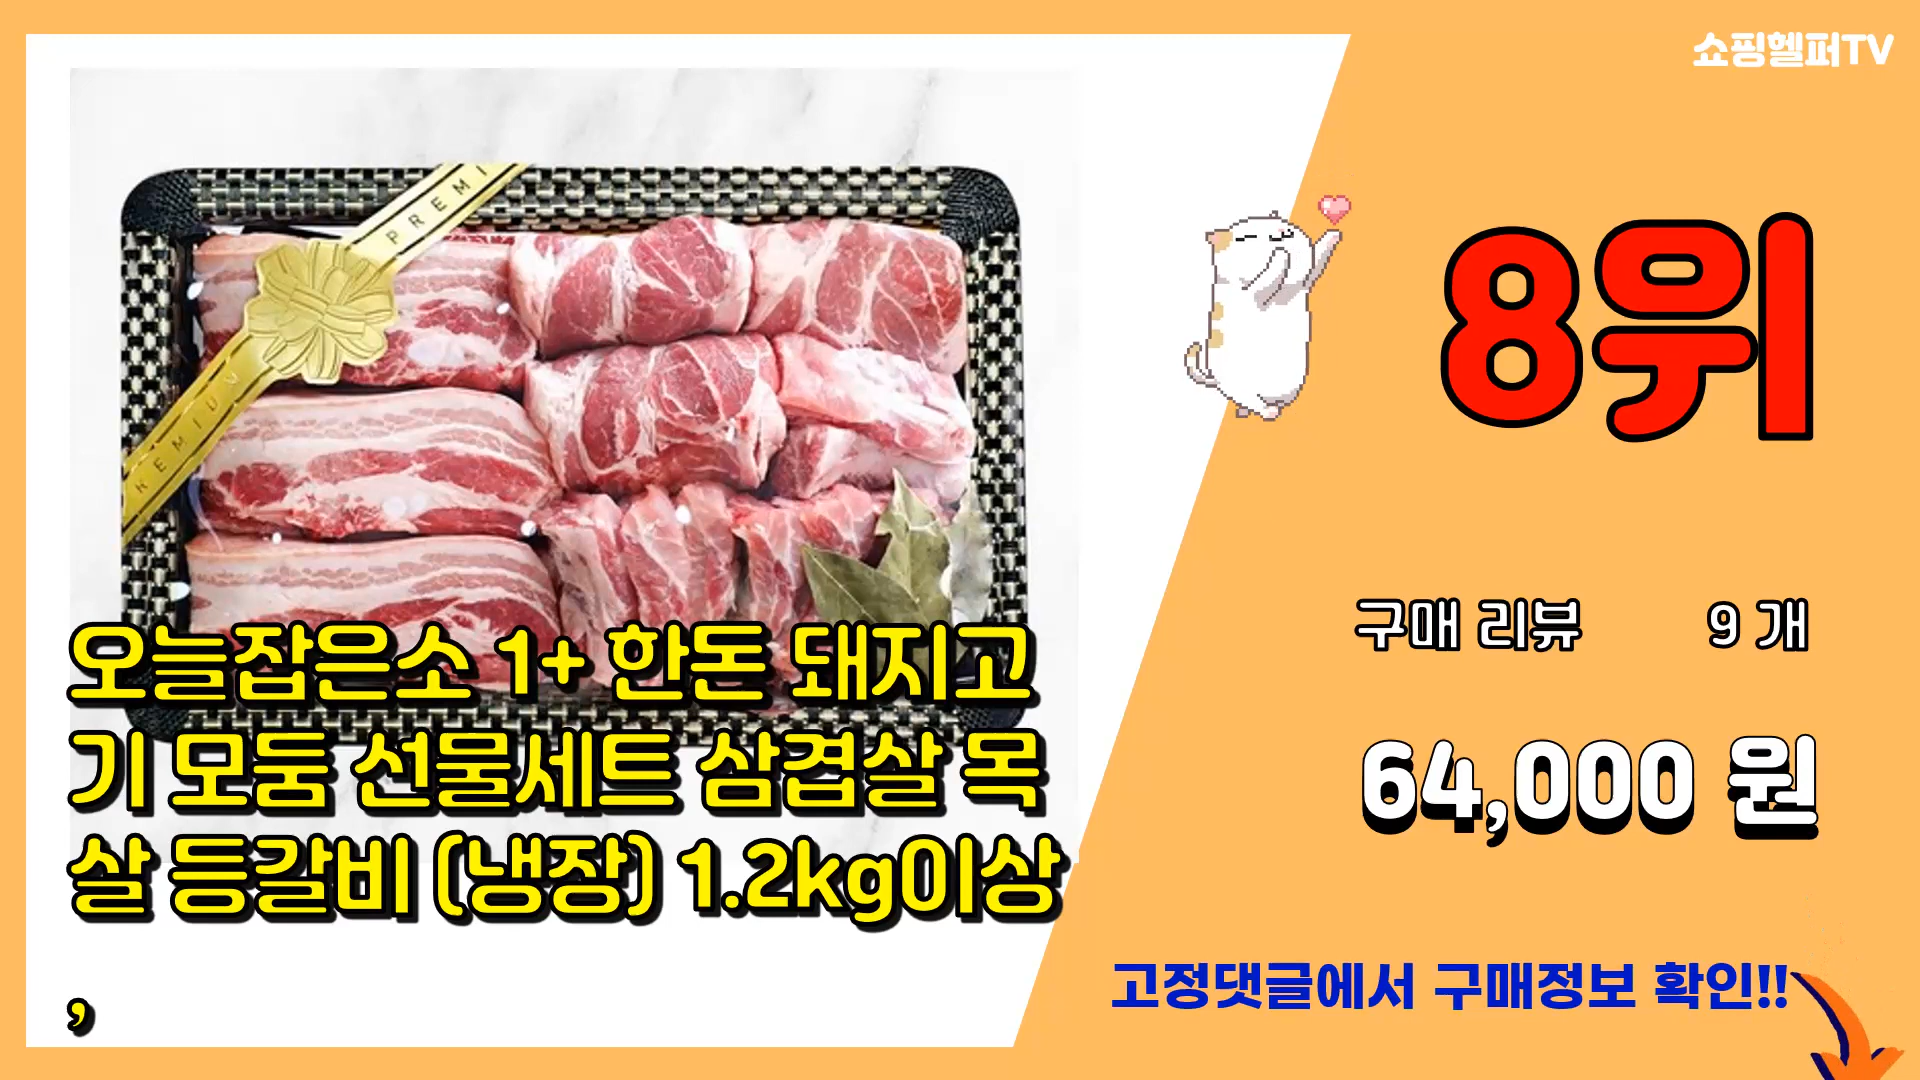 쇼핑헬퍼TV
PREMI
PREMIUM
8위
구매 리뷰 9 개
64,000 원
오늘잡은소 1+ 한돈 돼지고
기 모둠 선물세트 삼겹살 목
살 등갈비 (냉장) 1.2kg이상
,
고정댓글에서 구매정보 확인!!